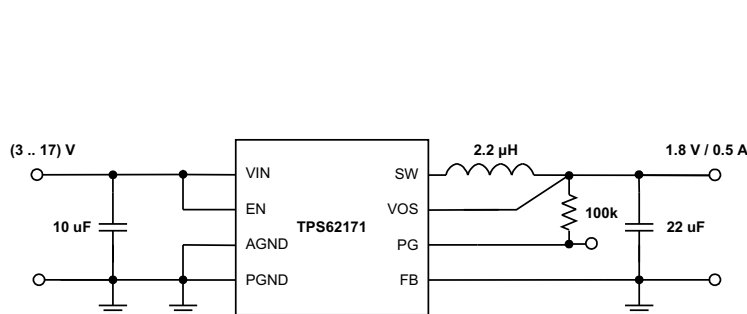 (3 .. 17) V
2.2 µH
1.8 V / 0.5 A
VIN
SW
EN
VOS
100k
10 uF
TPS62171
22 uF
AGND
PG
PGND
FB